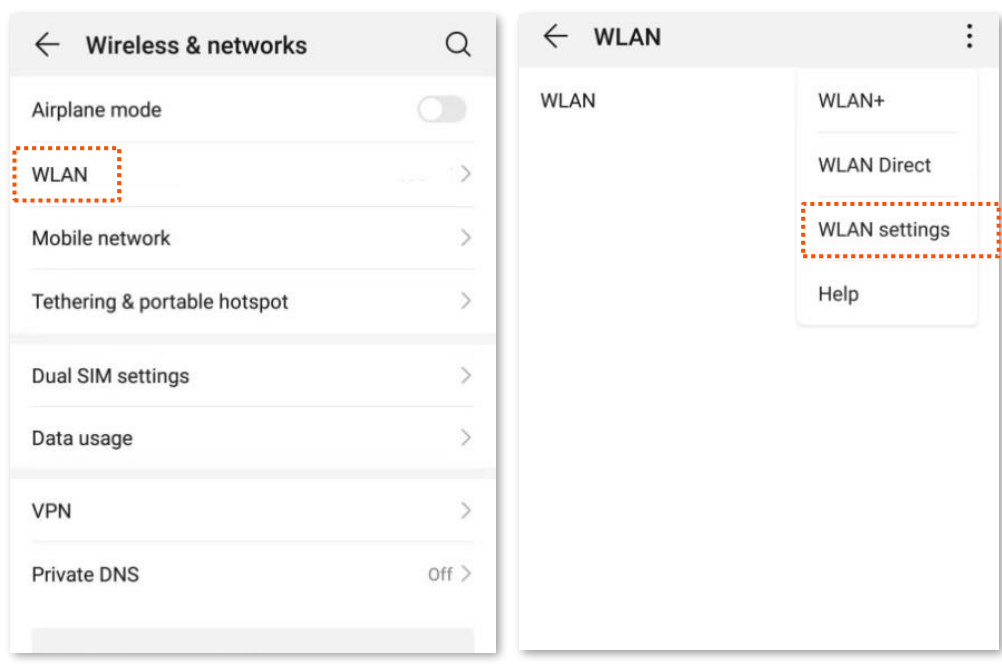 Wireless & networks
Airplane mode
WLAN
Mobile network
Tethering & portable hotspot
Dual SIM settings
Data usage
VPN
Private DNS
Off
WLAN
WLAN
WLAN+
WLAN Direct
WLAN settings
Help